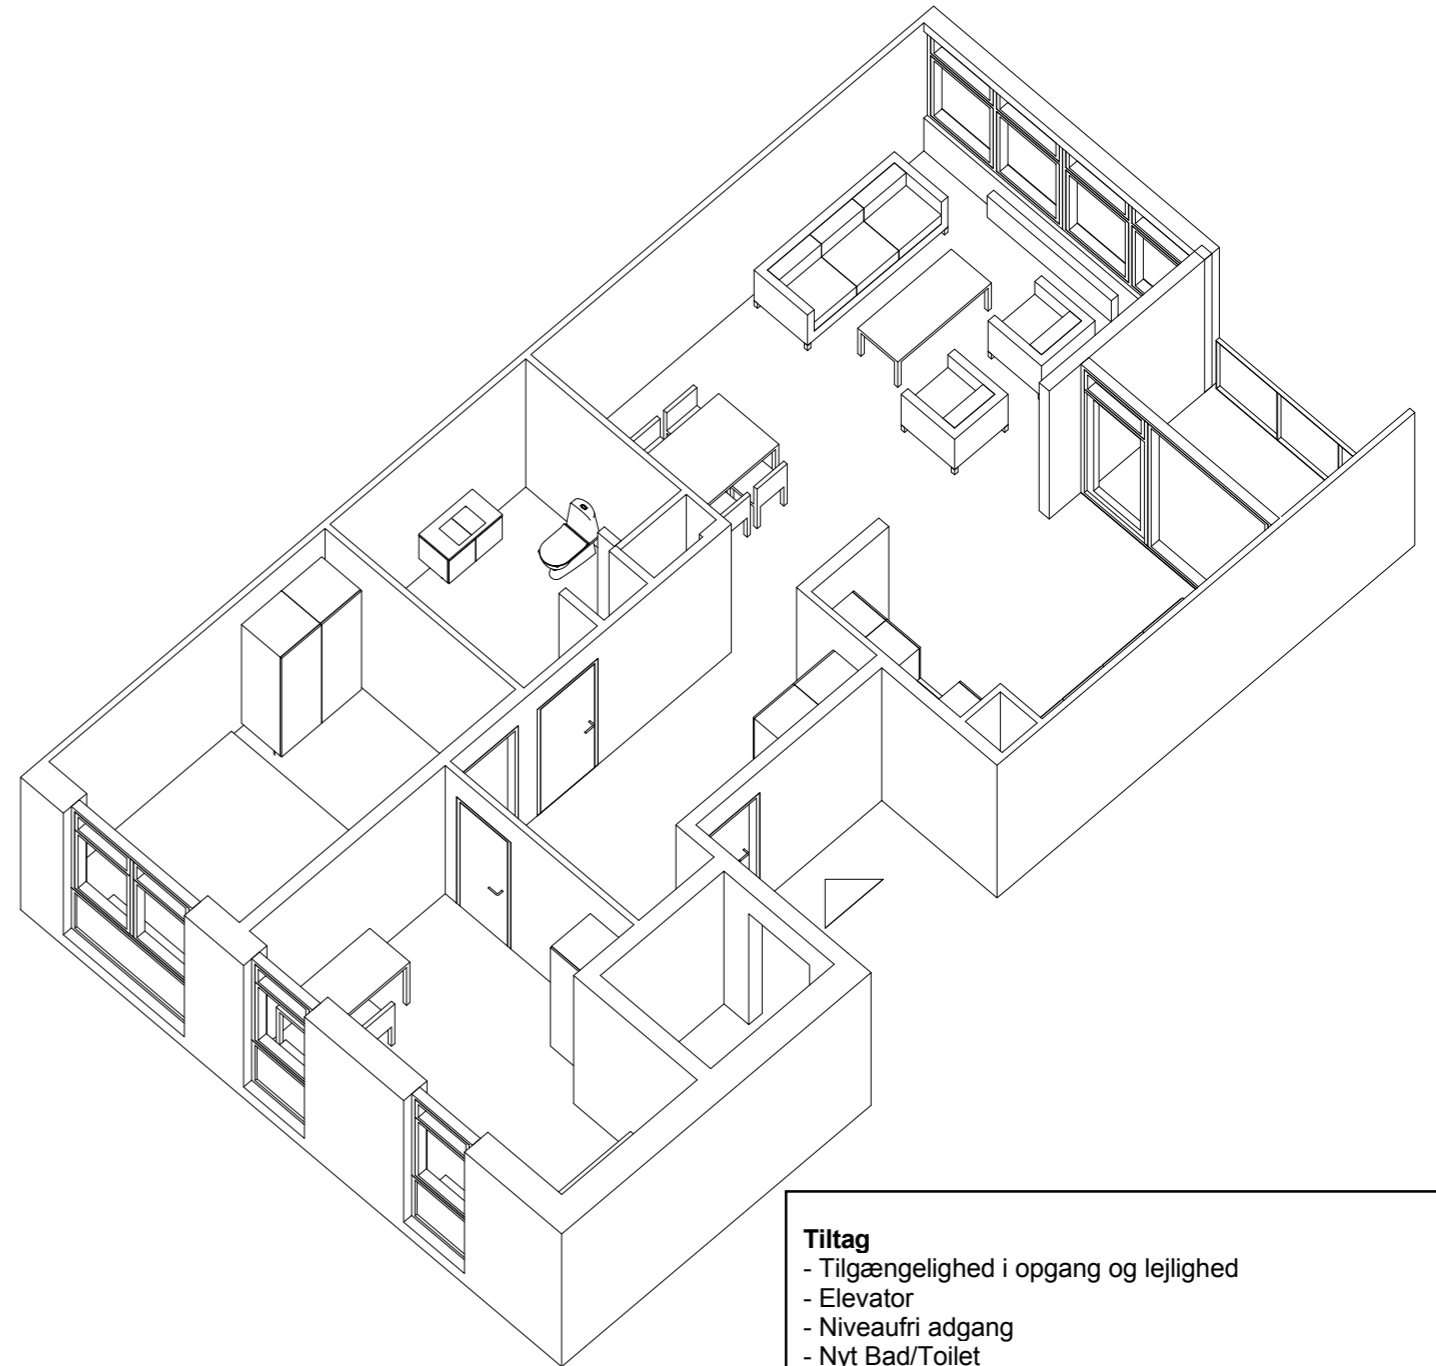 Tiltag
- Tilgængelighed i opgang og lejlighed
- Elevator
- Niveaufri adgang
- Nyt Bad/Toilet